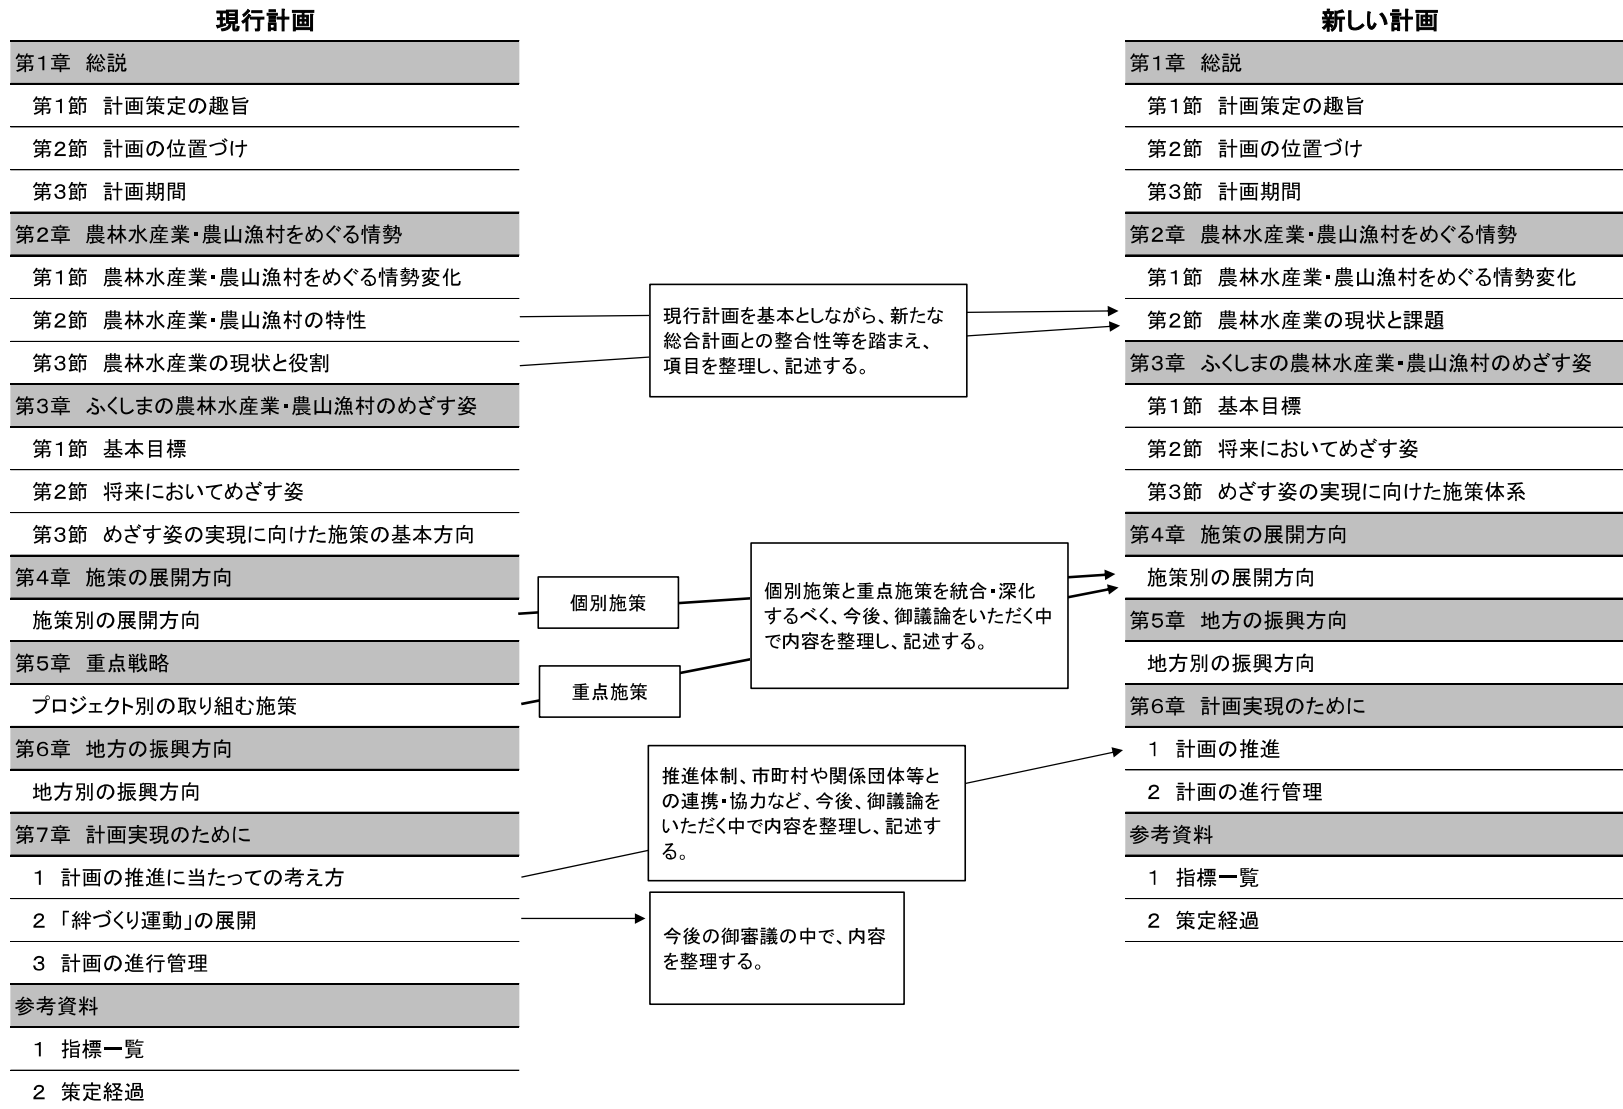 現行計画
第1章 総説
第1節 計画策定の趣旨
第2節 計画の位置づけ
第3節 計画期間
第2章 農林水産業・農山漁村をめぐる情勢
第1節 農林水産業・農山漁村をめぐる情勢変化
第2節 農林水産業・農山漁村の特性
第3節 農林水産業の現状と役割
第3章 ふくしまの農林水産業・農山漁村のめざす姿
第1節 基本目標
第2節 将来においてめざす姿
第3節 めざす姿の実現に向けた施策の基本方向
第4章 施策の展開方向
施策別の展開方向
第5章 重点戦略
プロジェクト別の取り組む施策
第6章 地方の振興方向
地方別の振興方向
第7章 計画実現のために
1 計画の推進に当たっての考え方
2 「絆づくり運動」の展開
3 計画の進行管理
参考資料
1 指標一覧
2 策定経過
現行計画を基本としながら、新たな
総合計画との整合性等を踏まえ、
項目を整理し、記述する。
個別施策
重点施策
個別施策と重点施策を統合・深化
するべく、今後、御議論をいただく中
で内容を整理し、記述する。
推進体制、市町村や関係団体等と
の連携・協力など、今後、御議論を
いただく中で内容を整理し、記述す
る。
今後の御審議の中で、内容
を整理する。
新しい計画
第1章 総説
第1節 計画策定の趣旨
第2節 計画の位置づけ
第3節 計画期間
第2章 農林水産業・農山漁村をめぐる情勢
第1節 農林水産業・農山漁村をめぐる情勢変化
第2節 農林水産業の現状と課題
第3章 ふくしまの農林水産業・農山漁村のめざす姿
第1節 基本目標
第2節 将来においてめざす姿
第3節 めざす姿の実現に向けた施策体系
第4章 施策の展開方向
施策別の展開方向
第5章 地方の振興方向
地方別の振興方向
第6章 計画実現のために
1 計画の推進
2 計画の進行管理
参考資料
1 指標一覧
2 策定経過